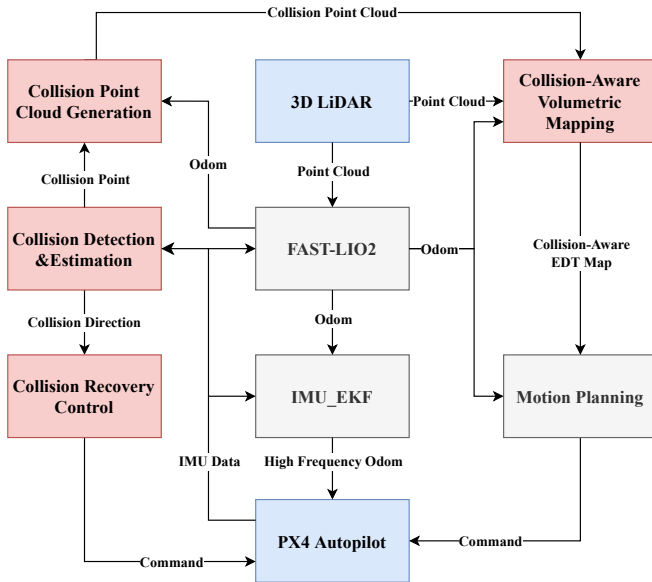 Collision Point Cloud
Collision Point
Cloud Generation
3D LiDAR
Point Cloud
Collision-Aware
Volumetric
Mapping
Odom
Point Cloud
Collision Point
Collision Detection
&Estimation
FAST-LIO2
Odom
Collision-Aware
EDT Map
Collision Direction
Odom
Collision Recovery
Control
IMU_EKF
Motion Planning
IMU Data
High Frequency Odom
Command
PX4 Autopilot
Command